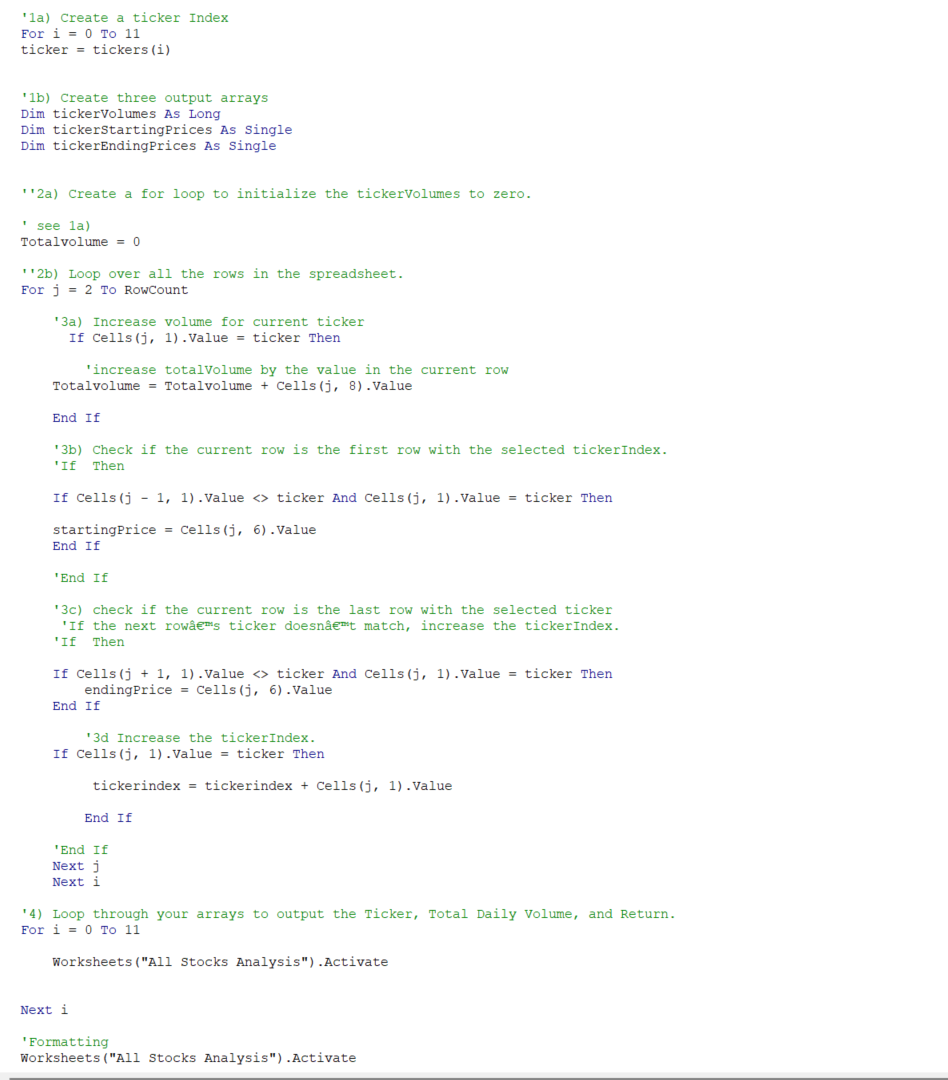 '1a) Create a ticker Index
For i = 0 To 11
ticker = tickers(i)
'1b) Create three output arrays
Dim tickerVolumes As Long
Dim tickerStartingPrices As Single
Dim tickerEndingPrices As Single
''2a) Create a for loop to initialize the tickerVolumes to zero.
' see 1a)
Totalvolume = 0
''2b) Loop over all the rows in the spreadsheet.
For j = 2 To RowCount
'3a) Increase volume for current ticker
If Cells(j, 1).Value = ticker Then
'increase totalVolume by the value in the current row
Totalvolume = Totalvolume + Cells(j, 8).Value
End If
'3b) Check if the current row is the first row with the selected tickerIndex.
'If  Then
If Cells(j - 1, 1).Value <> ticker And Cells(j, 1).Value = ticker Then
startingPrice = Cells(j, 6).Value
End If
'End If
'3c) check if the current row is the last row with the selected ticker
'If the next rowâ€™s ticker doesnâ€™t match, increase the tickerIndex.
'If  Then
If Cells(j + 1, 1).Value <> ticker And Cells(j, 1).Value = ticker Then
endingPrice = Cells(j, 6).Value
End If
'3d Increase the tickerIndex.
If Cells(j, 1).Value = ticker Then
tickerindex = tickerindex + Cells(j, 1).Value
End If
'End If
Next j
Next i
'4) Loop through your arrays to output the Ticker, Total Daily Volume, and Return.
For i = 0 To 11
Worksheets("All Stocks Analysis").Activate
Next i
'Formatting
Worksheets("All Stocks Analysis").Activate